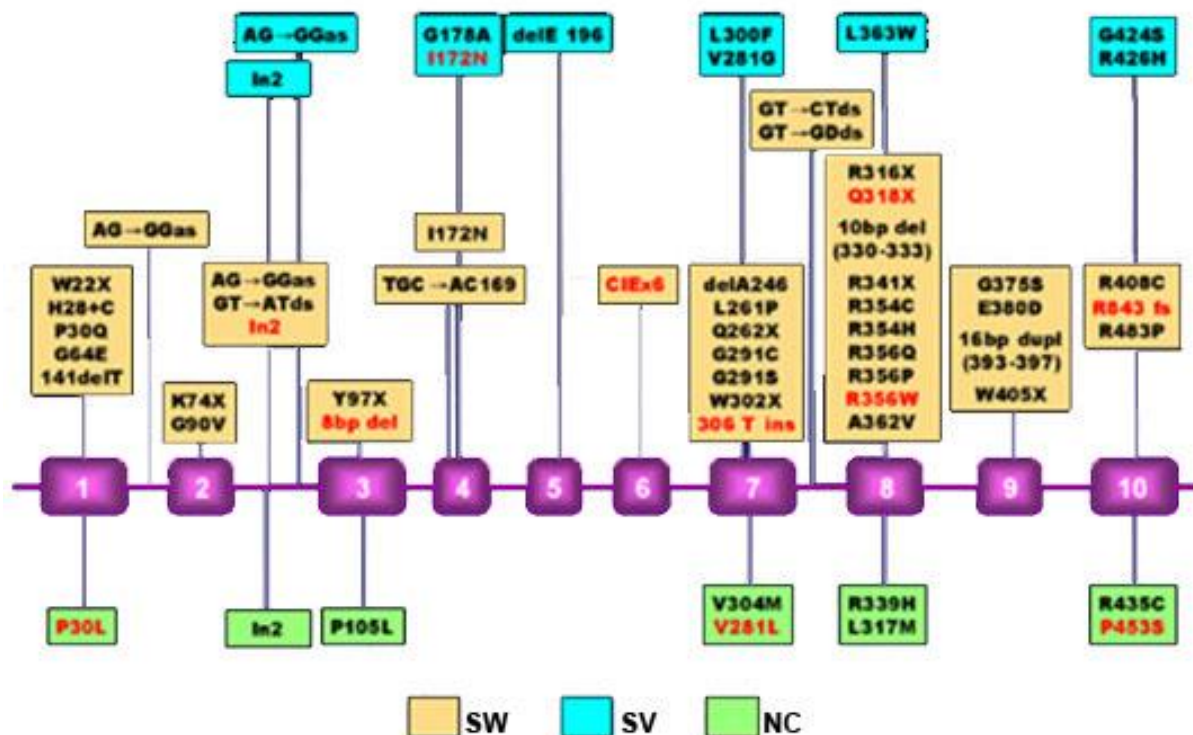 AG→GGas
In2
G178A
I172N
delE 196
L300F
V281G
L363W
G424S
R426H
GT→CTds
GT→GDds
AG→GGas
W22X
H28+C
P30Q
G64E
141delT
K74X
G90V
AG→GGas
GT→ATds
In2
Y97X
8bp del
I172N
TGC→AC169
CIEx6
delA246
L261P
Q262X
G291C
G291S
W302X
306 T ins
R316X
Q318X
10bp del
(330-333)
R341X
R354C
R354H
R356Q
R356P
R356W
A362V
G375S
E380D
16bp dupl
(393-397)
W405X
R408C
R843 fs
R483P
1 2 3 4 5 6 7 8 9 10
P30L
In2
P105L
V304M
V281L
R339H
L317M
R435C
P453S
SW SV NC